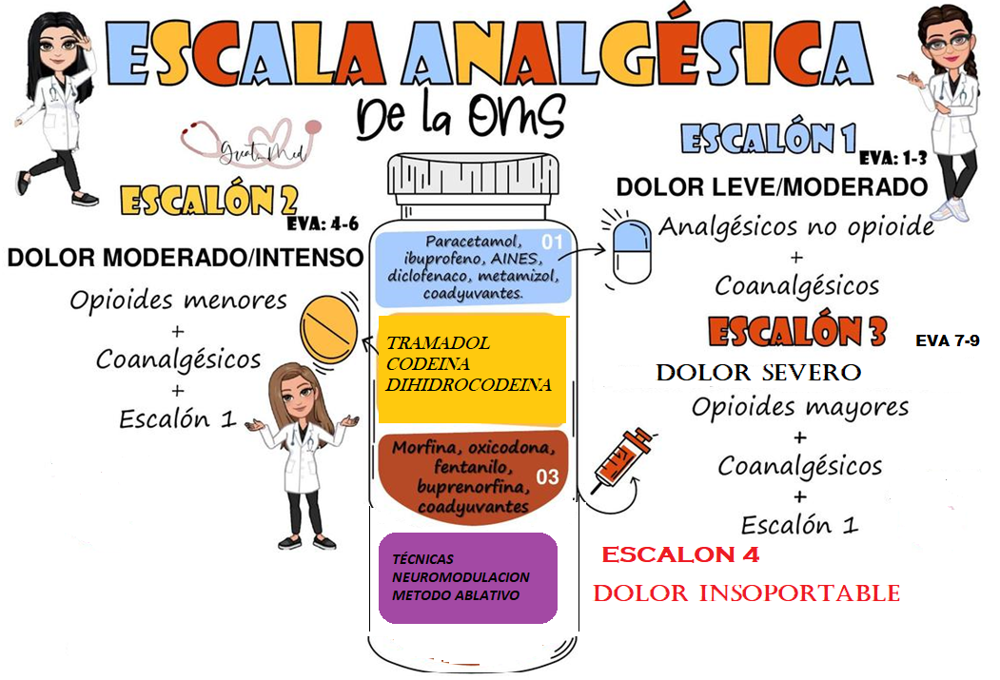 ESCALA ANALGÉSICA
De la OMS
Guat_Med
ESCALÓN 1
EVA: 1-3
DOLOR LEVE/MODERADO
Analgésicos no opioide
+
Coanalgésicos
ESCALÓN 2
EVA: 4-6
DOLOR MODERADO/INTENSO
Opioides menores
+
Coanalgésicos
+
Escalón 1
Paracetamol, 01
ibuprofeno, AINES,
diclofenaco, metamizol,
coadyuvantes.
TRAMADOL
CODEINA
DIHIDROCODEINA
Morfina, oxicodona,
fentanilo,
buprenorfina, 03
coadyuvantes
TÉCNICAS
NEUROMODULACION
METODO ABLATIVO
ESCALÓN 3 EVA 7-9
DOLOR SEVERO
Opioides mayores
+
Coanalgésicos
+
Escalón 1
ESCALON 4
DOLOR INSOPORTABLE